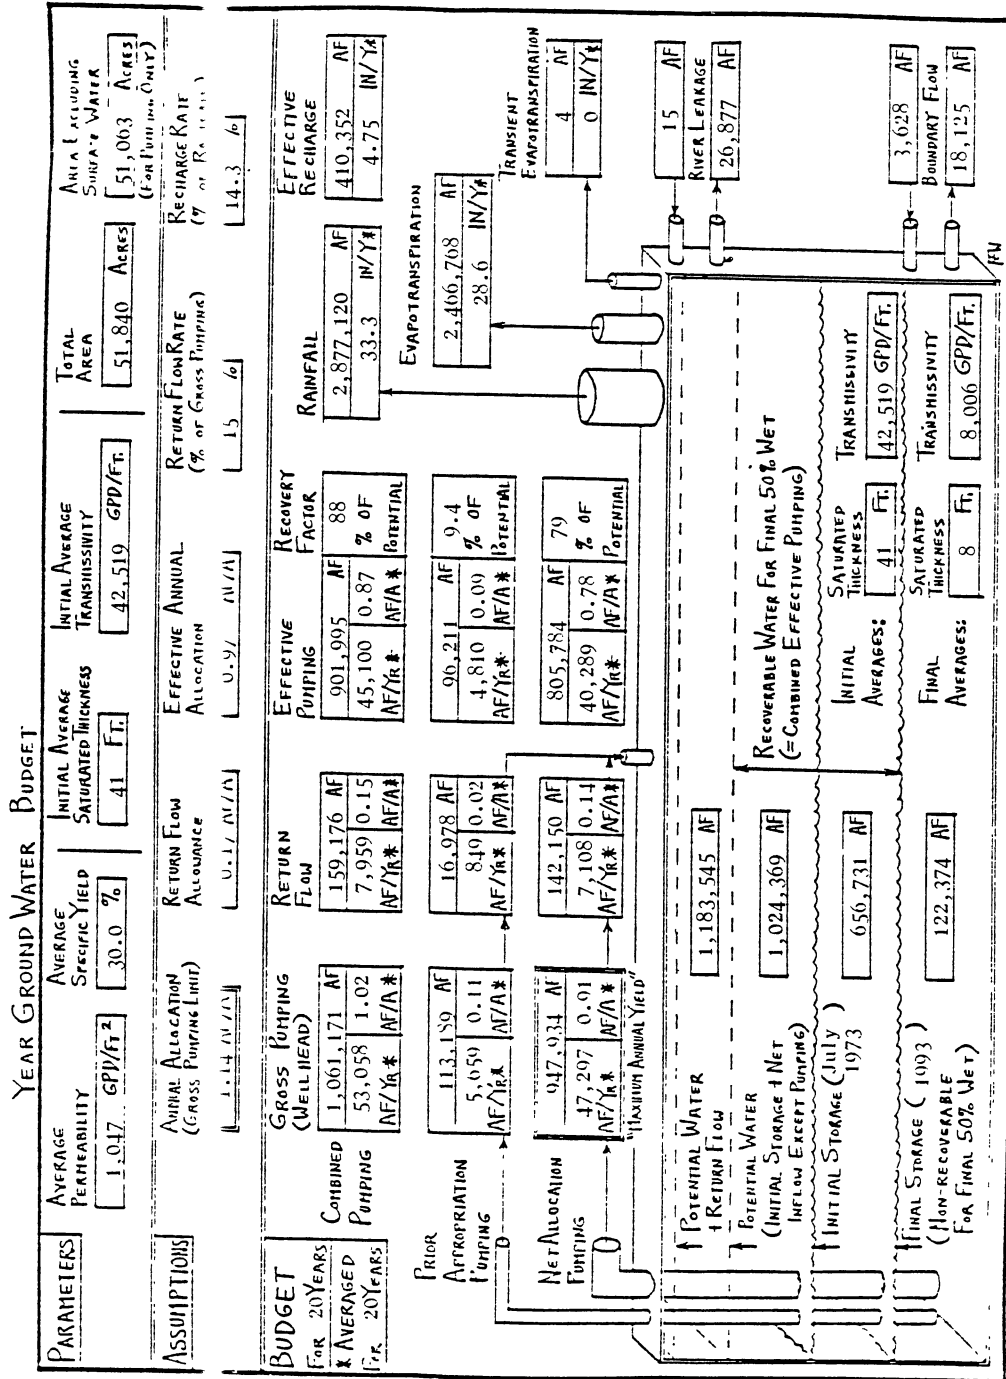 YEAR GROUND WATER BUDGET
PARAMETERS
AVERAGE PERMEABILITY
1,047 GPD/FT²
AVERAGE SPECIFIC YIELD
30.0 %
INITIAL AVERAGE SATURATED THICKNESS
41 FT.
INITIAL AVERAGE TRANSMISSIVITY
42,519 GPD/FT.
TOTAL AREA
51,840 ACRES
AREA EXCLUDING SURFACE WATER
51,063 ACRES
(FOR PUMPING ONLY)
ASSUMPTIONS
ANNUAL ALLOCATION
(GROSS PUMPING LIMIT)
1.14 AF/A
RETURN FLOW ALLOWANCE
0.17 AF/A
EFFECTIVE ANNUAL ALLOCATION
0.97 AF/A
RETURN FLOW RATE
(% OF GROSS PUMPING)
15 %
RECHARGE RATE
(% OF RAINFALL)
14.3 %
BUDGET
FOR 20 YEARS
* AVERAGED
FOR 20 YEARS
GROSS PUMPING
(WELL HEAD)
RETURN FLOW
EFFECTIVE PUMPING
RECOVERY FACTOR
COMBINED PUMPING
1,061,171 AF
53,058 1.02
AF/YR* AF/A*
159,176 AF
7,959 0.15
AF/YR* AF/A*
901,995 AF
45,100 0.87
AF/YR* AF/A*
88
% OF
POTENTIAL
PRIOR APPROPRIATION PUMPING
113,189 AF
5,659 0.11
AF/YR* AF/A*
16,978 AF
849 0.02
AF/YR* AF/A*
96,211 AF
4,810 0.09
AF/YR* AF/A*
9.4
% OF
POTENTIAL
NET ALLOCATION PUMPING
947,934 AF
47,297 0.91
AF/YR* AF/A*
"MAXIMUM ANNUAL YIELD"
142,150 AF
7,108 0.14
AF/YR* AF/A*
805,784 AF
40,289 0.78
AF/YR* AF/A*
79
% OF
POTENTIAL
RAINFALL
2,877,120 AF
33.3 IN/YR*
EFFECTIVE RECHARGE
410,352 AF
4.75 IN/YR*
EVAPOTRANSPIRATION
2,466,768 AF
28.6 IN/YR*
TRANSIENT EVAPOTRANSPIRATION
4 AF
0 IN/YR*
15 AF
RIVER LEAKAGE
26,877 AF
3,628 AF
BOUNDARY FLOW
18,125 AF
POTENTIAL WATER
+ RETURN FLOW
1,183,545 AF
POTENTIAL WATER
(INITIAL STORAGE + NET
INFLOW EXCEPT PUMPING)
1,024,369 AF
RECOVERABLE WATER FOR FINAL 50% WET
(= COMBINED EFFECTIVE PUMPING)
INITIAL STORAGE (July 1973
656,731 AF
INITIAL AVERAGES:
SATURATED THICKNESS
41 FT.
TRANSMISSIVITY
42,519 GPD/FT.
FINAL STORAGE ( 1993)
(NON-RECOVERABLE
FOR FINAL 50% WET)
122,374 AF
FINAL AVERAGES:
SATURATED THICKNESS
8 FT.
TRANSMISSIVITY
8,006 GPD/FT.